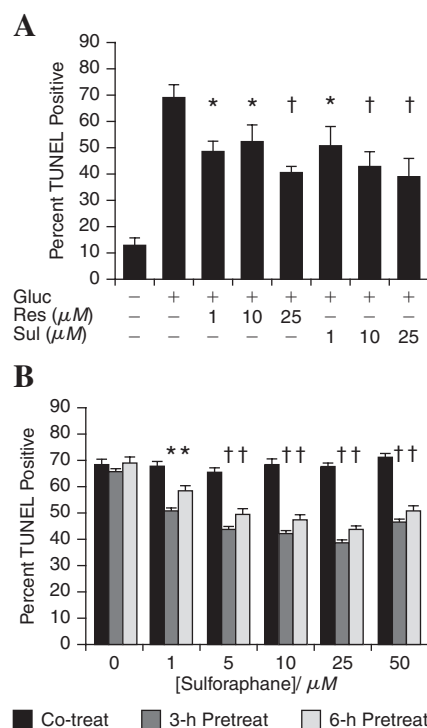 A
Percent TUNEL Positive
90
80
70
60
50
40
30
20
10
0
* * † * † †
Gluc − + + + + + + +
Res (μM) − − 1 10 25 − − −
Sul (μM) − − − − − 1 10 25
B
Percent TUNEL Positive
90
80
70
60
50
40
30
20
10
0
** †† †† †† ††
0 1 5 10 25 50
[Sulforaphane]/ μM
Co-treat 3-h Pretreat 6-h Pretreat